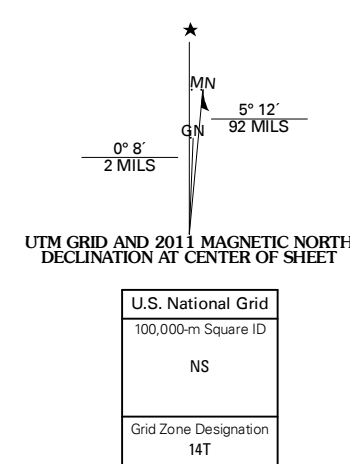 ★
MN
GN
5° 12´
92 MILS
0° 8´
2 MILS
UTM GRID AND 2011 MAGNETIC NORTH
DECLINATION AT CENTER OF SHEET
U.S. National Grid
100,000-m Square ID
NS
Grid Zone Designation
14T